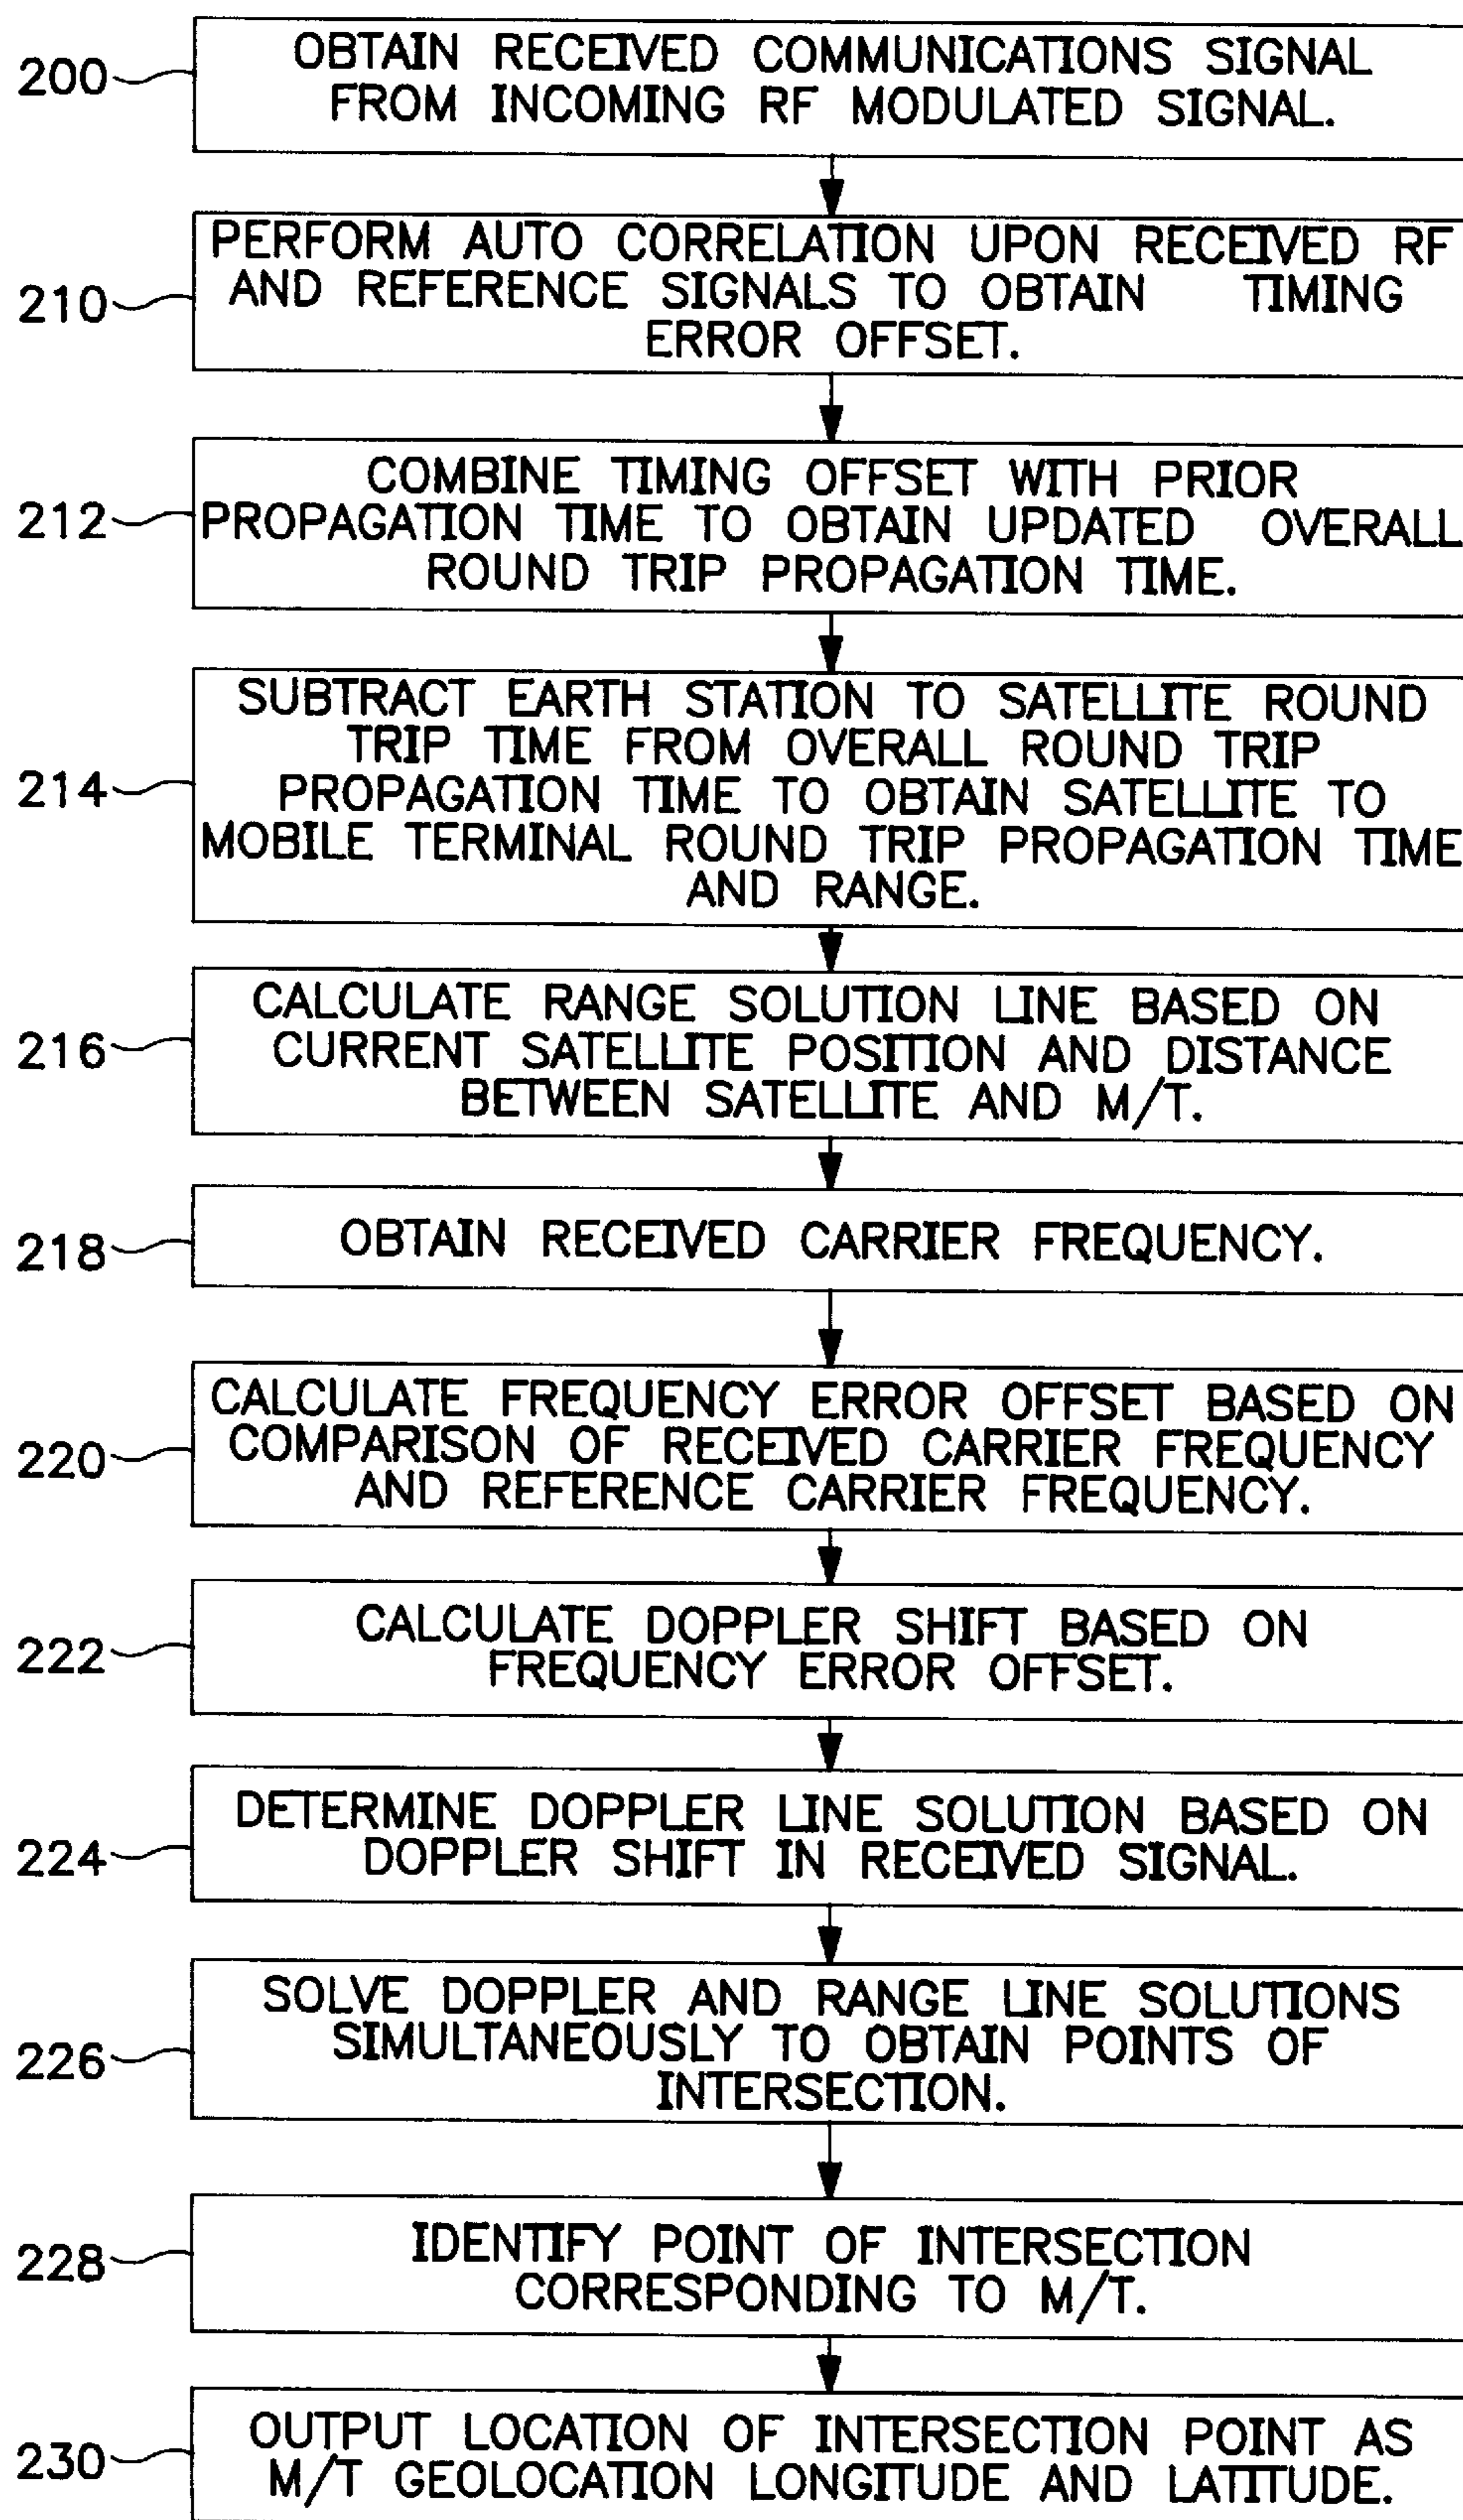 200
OBTAIN RECEIVED COMMUNICATIONS SIGNAL
FROM INCOMING RF MODULATED SIGNAL.
210
PERFORM AUTO CORRELATION UPON RECEIVED RF
AND REFERENCE SIGNALS TO OBTAIN TIMING
ERROR OFFSET.
212
COMBINE TIMING OFFSET WITH PRIOR
PROPAGATION TIME TO OBTAIN UPDATED OVERALL
ROUND TRIP PROPAGATION TIME.
214
SUBTRACT EARTH STATION TO SATELLITE ROUND
TRIP TIME FROM OVERALL ROUND TRIP
PROPAGATION TIME TO OBTAIN SATELLITE TO
MOBILE TERMINAL ROUND TRIP PROPAGATION TIME
AND RANGE.
216
CALCULATE RANGE SOLUTION LINE BASED ON
CURRENT SATELLITE POSITION AND DISTANCE
BETWEEN SATELLITE AND M/T.
218
OBTAIN RECEIVED CARRIER FREQUENCY.
220
CALCULATE FREQUENCY ERROR OFFSET BASED ON
COMPARISON OF RECEIVED CARRIER FREQUENCY
AND REFERENCE CARRIER FREQUENCY.
222
CALCULATE DOPPLER SHIFT BASED ON
FREQUENCY ERROR OFFSET.
224
DETERMINE DOPPLER LINE SOLUTION BASED ON
DOPPLER SHIFT IN RECEIVED SIGNAL.
226
SOLVE DOPPLER AND RANGE LINE SOLUTIONS
SIMULTANEOUSLY TO OBTAIN POINTS OF
INTERSECTION.
228
IDENTIFY POINT OF INTERSECTION
CORRESPONDING TO M/T.
230
OUTPUT LOCATION OF INTERSECTION POINT AS
M/T GEOLOCATION LONGITUDE AND LATITUDE.